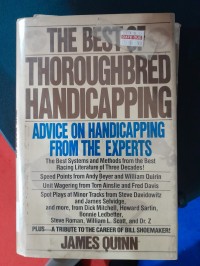 THE BEST OF
THOROUGHBRED
HANDICAPPING
ADVICE ON HANDICAPPING
FROM THE EXPERTS
The Best Systems and Methods from the Best
Racing Literature of Three Decades!
Speed Points from Andy Beyer and William Quirin
Unit Wagering from Tom Ainslie and Fred Davis
Spot Plays at Minor Tracks from Steve Davidowitz
and James Selvidge,
and more, from Dick Mitchell, Howard Sartin,
Bonnie Ledbetter,
Steve Roman, William L. Scott, and Dr. Z
PLUS—A TRIBUTE TO THE CAREER OF BILL SHOEMAKER!
JAMES QUINN